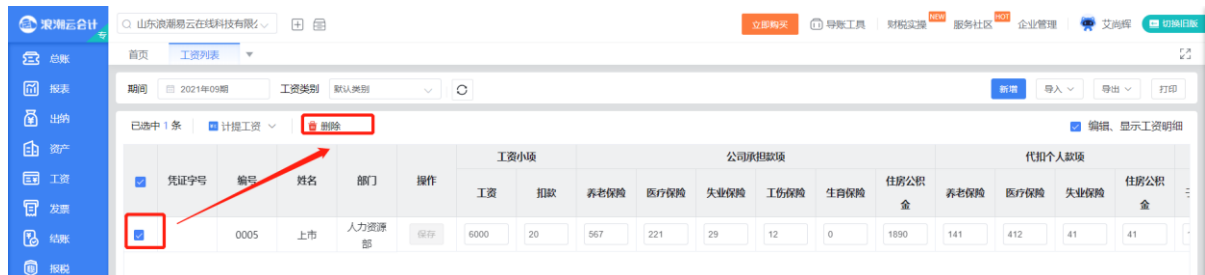 浪潮云会计
专
山东浪潮易云在线科技有限公
立即购买
导账工具
财税实操
NEW
服务社区
HOT
企业管理
艾尚辉
切换旧版
总账
报表
出纳
资产
工资
发票
结账
报税
首页 工资列表
期间 2021年09期 工资类别 默认类别
新增 导入 导出 打印
已选中 1 条 计提工资 删除
编辑、显示工资明细
工资小项 公司承担款项 代扣个人款项
凭证字号 编号 姓名 部门 操作 工资 扣款 养老保险 医疗保险 失业保险 工伤保险 生育保险 住房公积金 养老保险 医疗保险 失业保险 住房公积金
0005 上市 人力资源部 保存 6000 20 567 221 29 12 0 1890 141 412 41 41